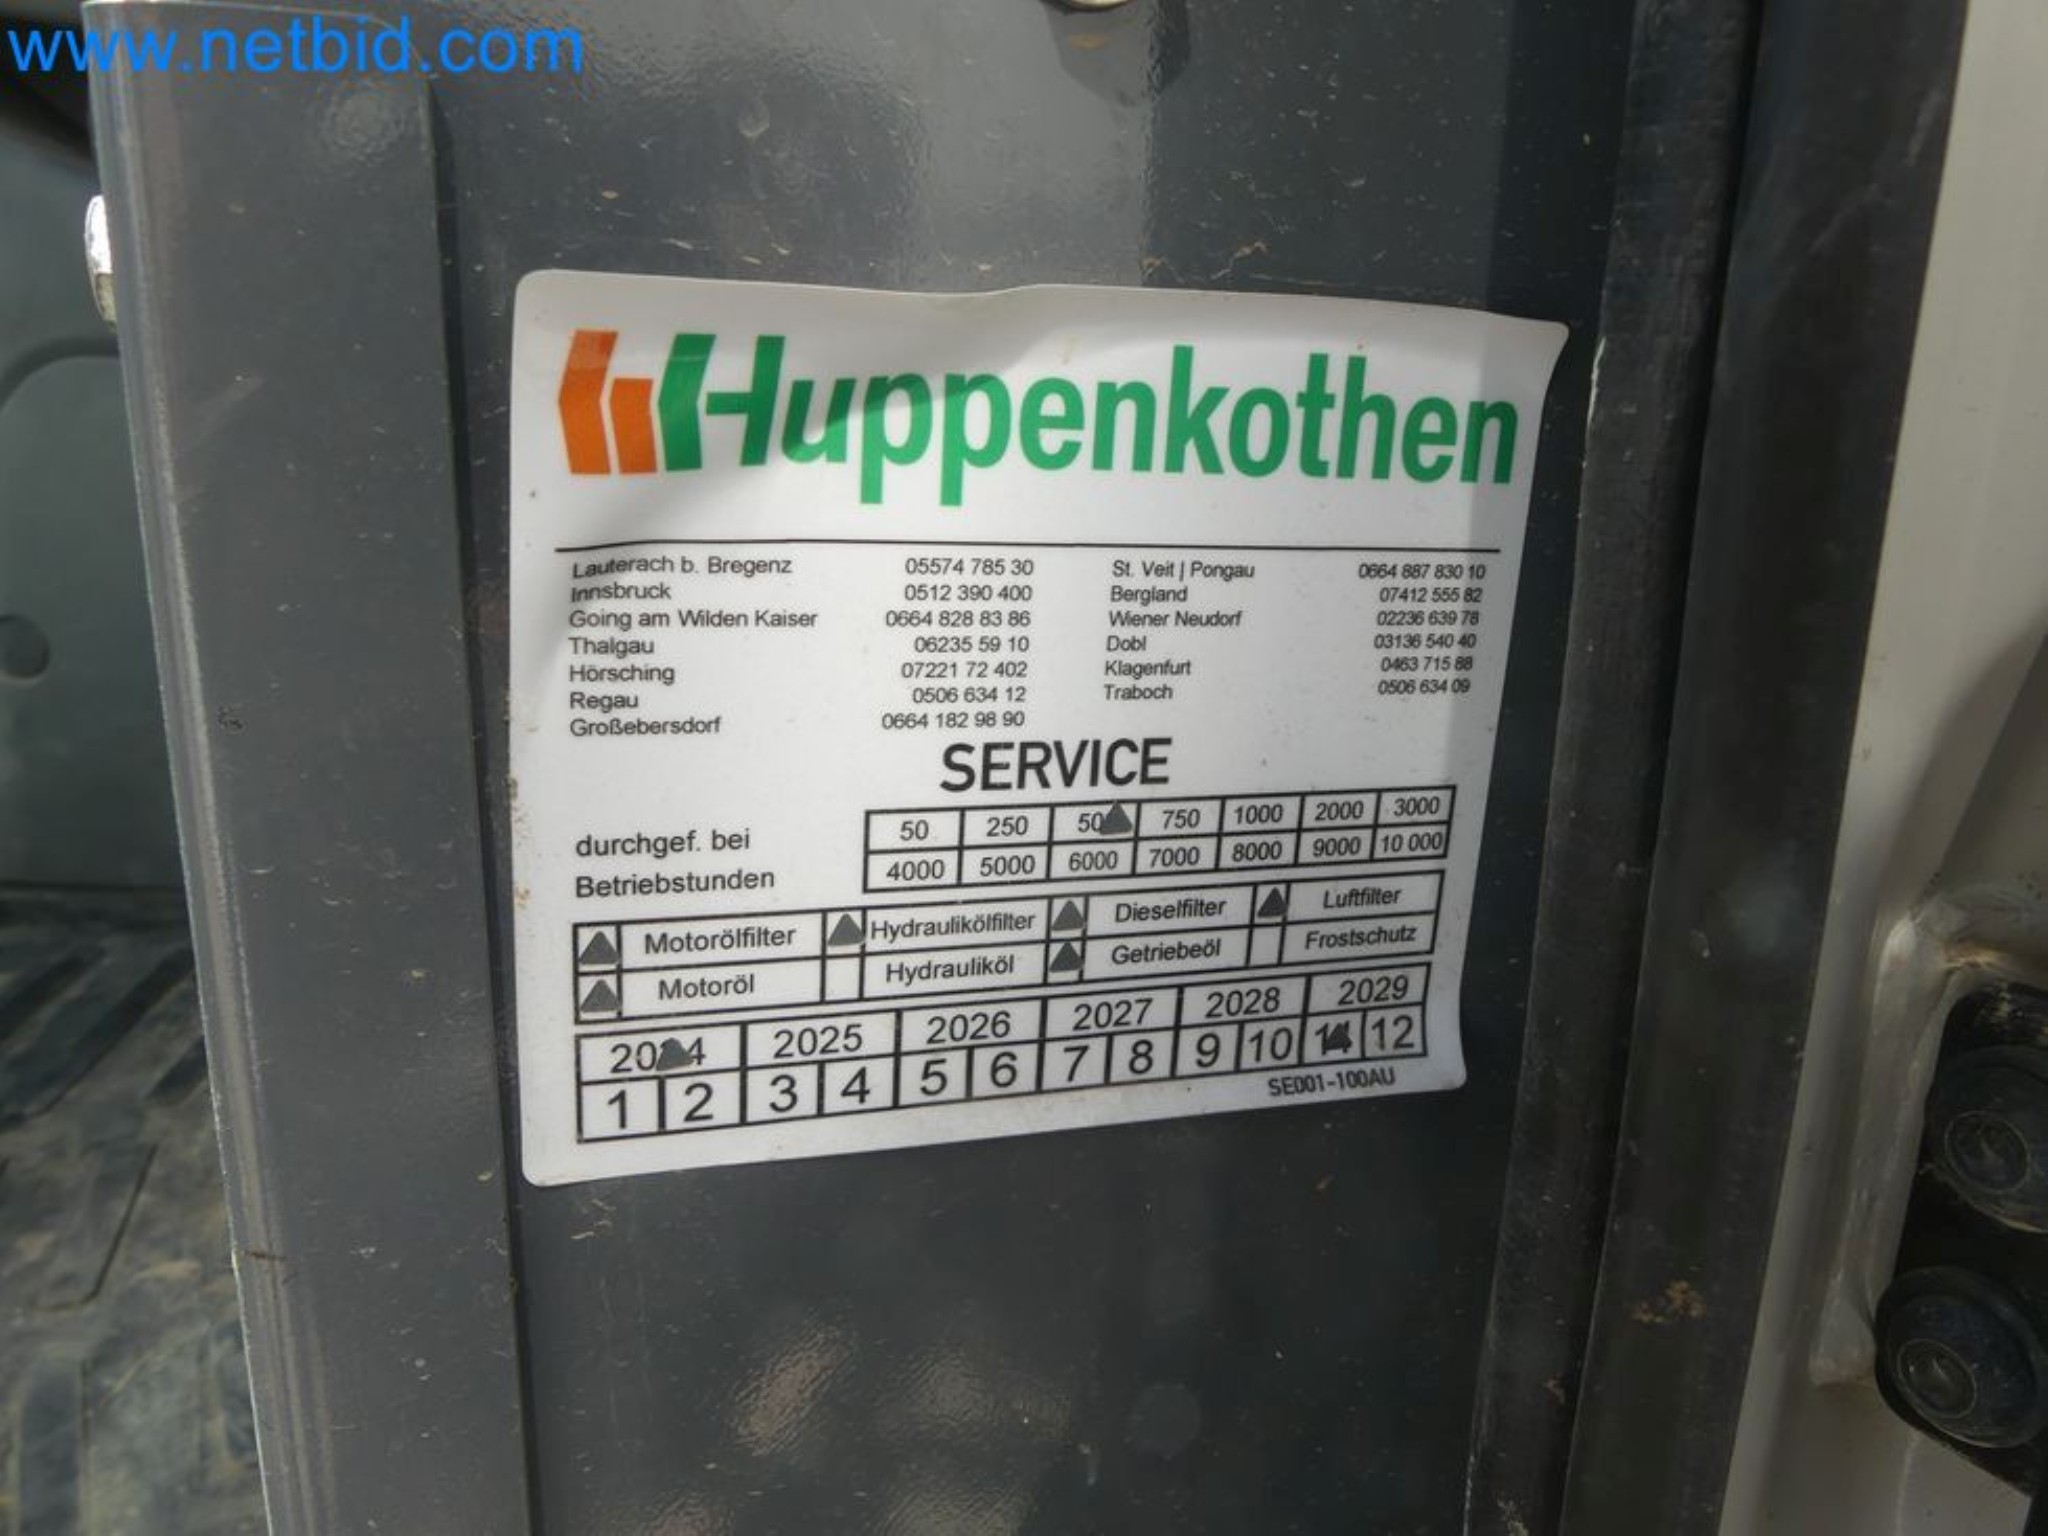 www.netbid.com
Huppenkothen
Lauterach b. Bregenz 05574 785 30 St. Veit | Pongau 0664 887 830 10
Innsbruck 0512 390 400 Bergland 07412 555 82
Going am Wilden Kaiser 0664 828 83 86 Wiener Neudorf 02236 639 78
Thalgau 06235 59 10 Dobl 03136 540 40
Hörsching 07221 72 402 Klagenfurt 0463 715 88
Regau 0506 634 12 Traboch 0506 634 09
Großebersdorf 0664 182 98 90
SERVICE
durchgef. bei 50 250 750 1000 2000 3000
Betriebstunden 4000 5000 6000 7000 8000 9000 10 000
Motorölfilter Hydraulikölfilter Dieselfilter Luftfilter
Motoröl Hydrauliköl Getriebeöl Frostschutz
2024 2025 2026 2027 2028 2029
1 2 3 4 5 6 7 8 9 10 11 12
SE001-100AU